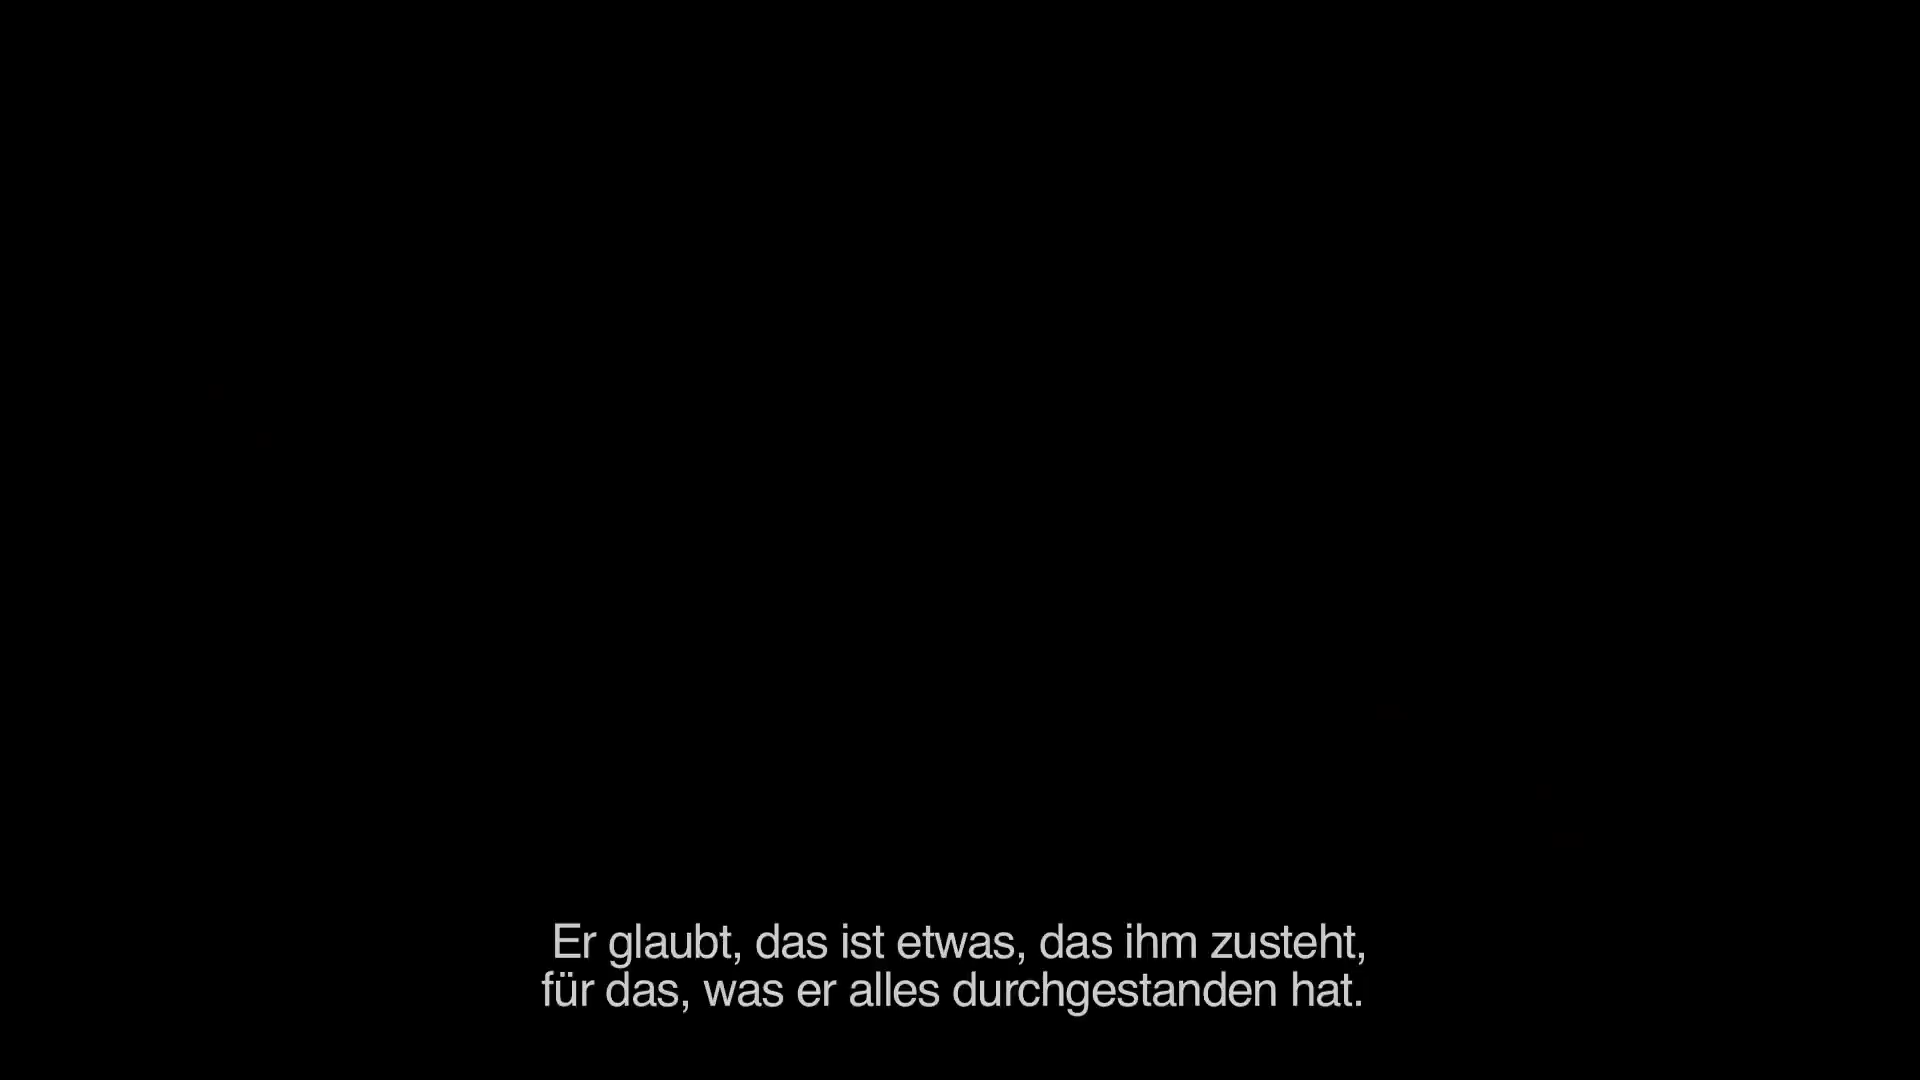 Er glaubt, das ist etwas, das ihm zusteht,
für das, was er alles durchgestanden hat.